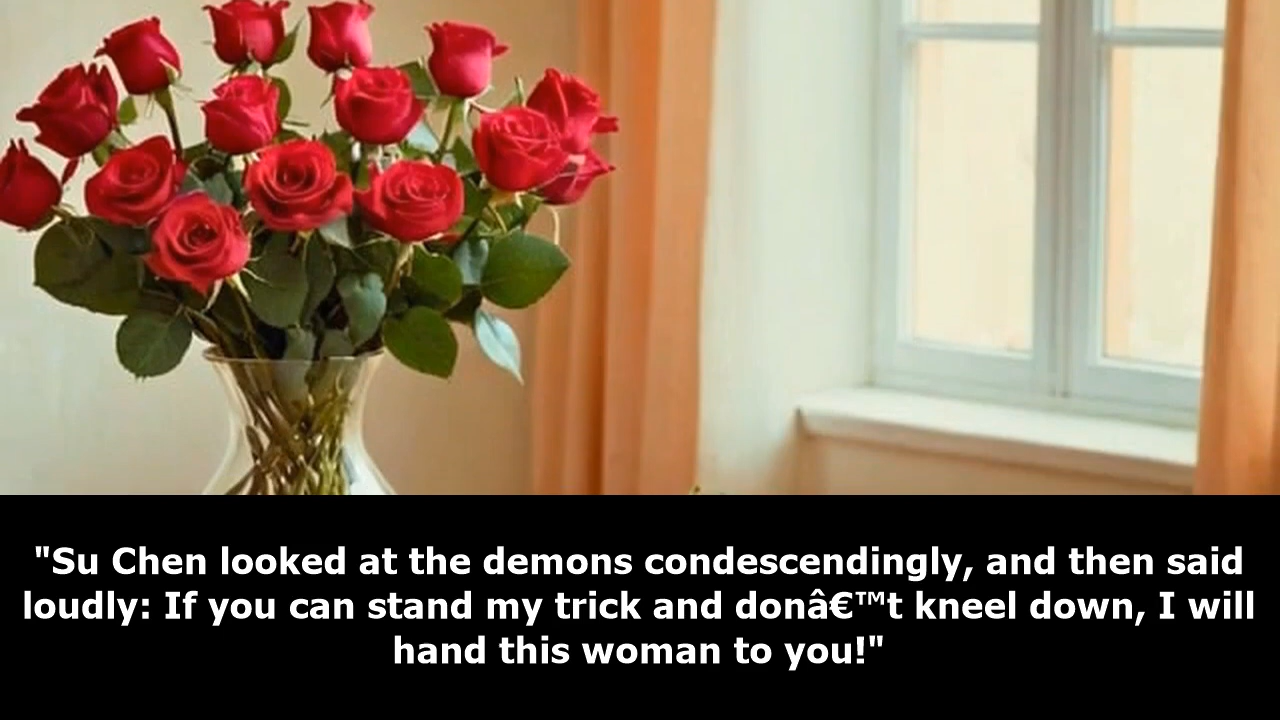 "Su Chen looked at the demons condescendingly, and then said
loudly: If you can stand my trick and donâ€™t kneel down, I will
hand this woman to you!"